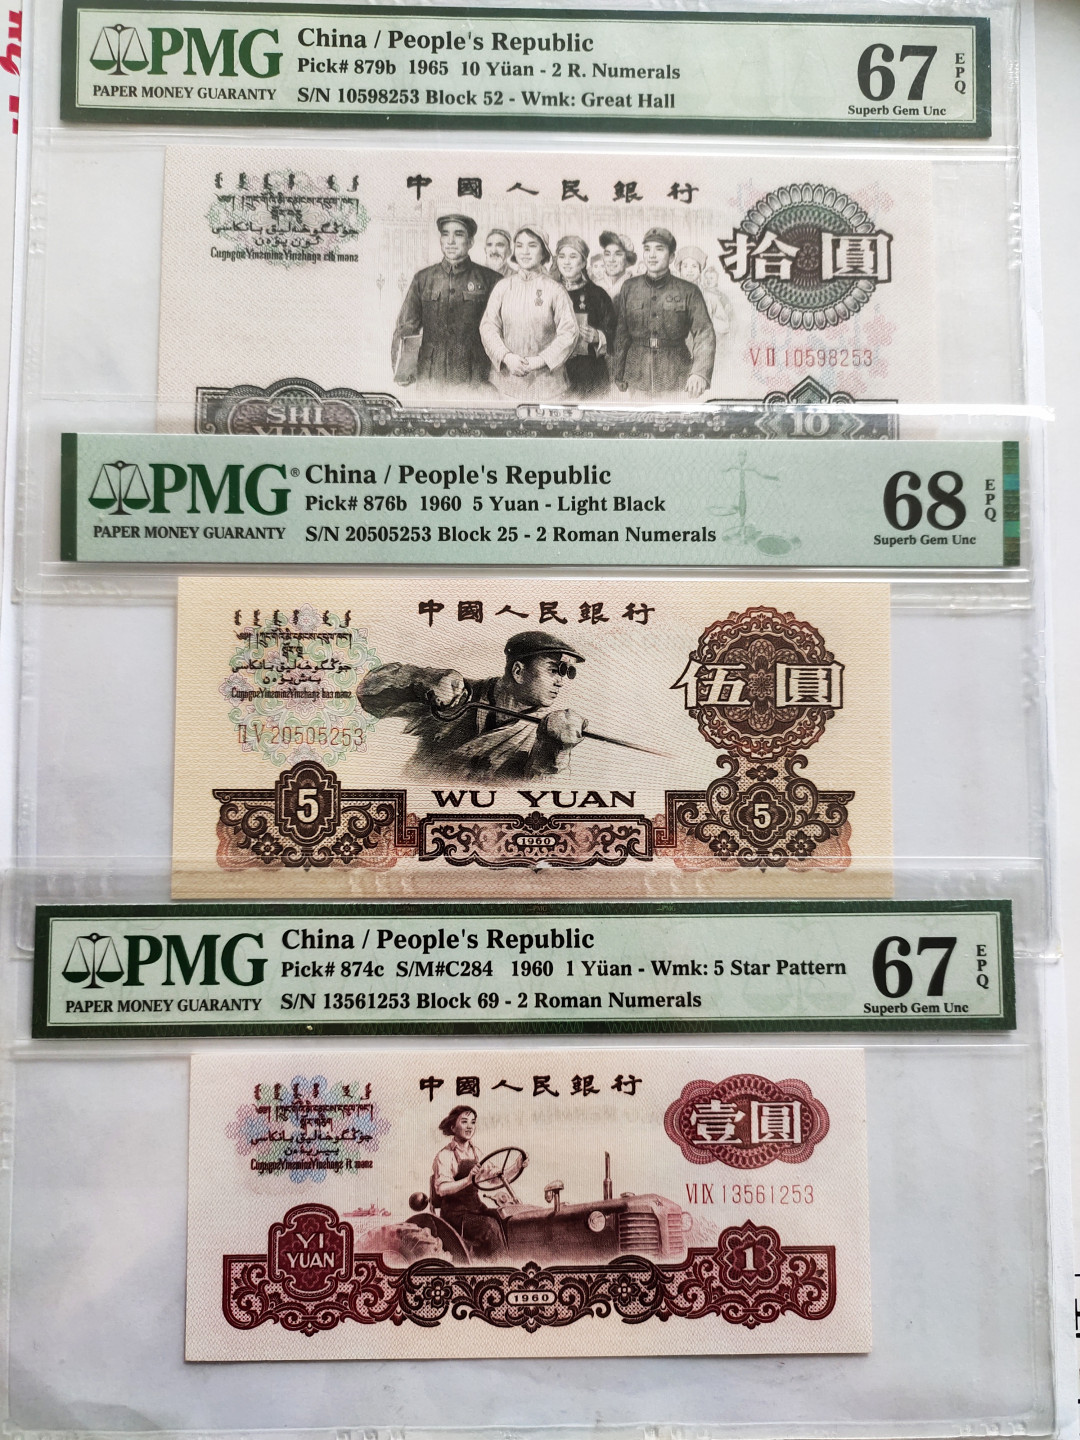 PMG
PAPER MONEY GUARANTY
China / People's Republic
Pick# 879b 1965 10 Yüan - 2 R. Numerals
S/N 10598253 Block 52 - Wmk: Great Hall
67
EPQ
Superb Gem Unc
中國人民銀行
拾圓
VⅡ 10598253
SHI
YUAN
1965
10
PMG®
PAPER MONEY GUARANTY
China / People's Republic
Pick# 876b 1960 5 Yuan - Light Black
S/N 20505253 Block 25 - 2 Roman Numerals
68
EPQ
Superb Gem Unc
中國人民銀行
伍圓
ⅡV 20505253
5
WU YUAN
1960
5
PMG
PAPER MONEY GUARANTY
China / People's Republic
Pick# 874c S/M#C284 1960 1 Yüan - Wmk: 5 Star Pattern
S/N 13561253 Block 69 - 2 Roman Numerals
67
EPQ
Superb Gem Unc
中國人民銀行
壹圓
ⅥⅨ 13561253
YI
YUAN
1960
1